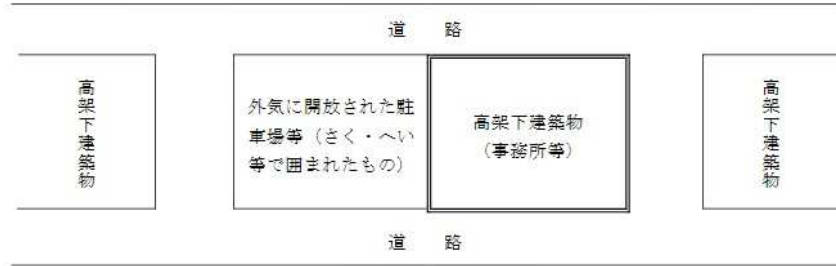 道　路
高架下建築物
外気に開放された駐
車場等（さく・へい
等で囲まれたもの）
高架下建築物
（事務所等）
高架下建築物
道　路